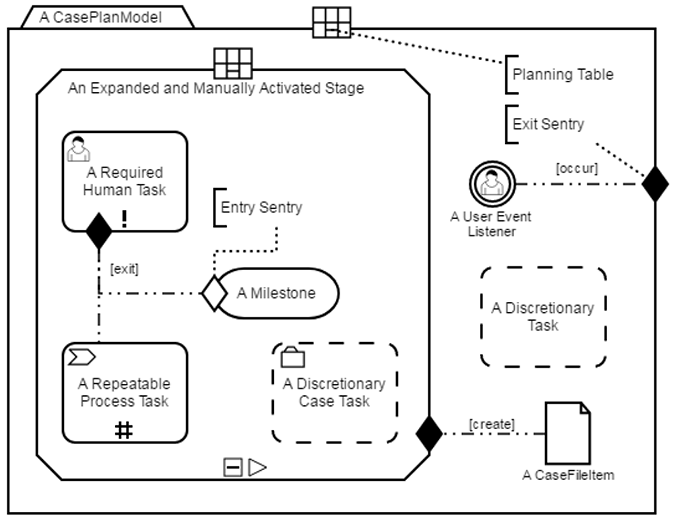 A CasePlanModel
An Expanded and Manually Activated Stage
Planning Table
Exit Sentry
A Required
Human Task
!
[occur]
Entry Sentry
A User Event
Listener
[exit]
A Milestone
A Discretionary
Task
A Repeatable
Process Task
#
A Discretionary
Case Task
[create]
A CaseFileItem